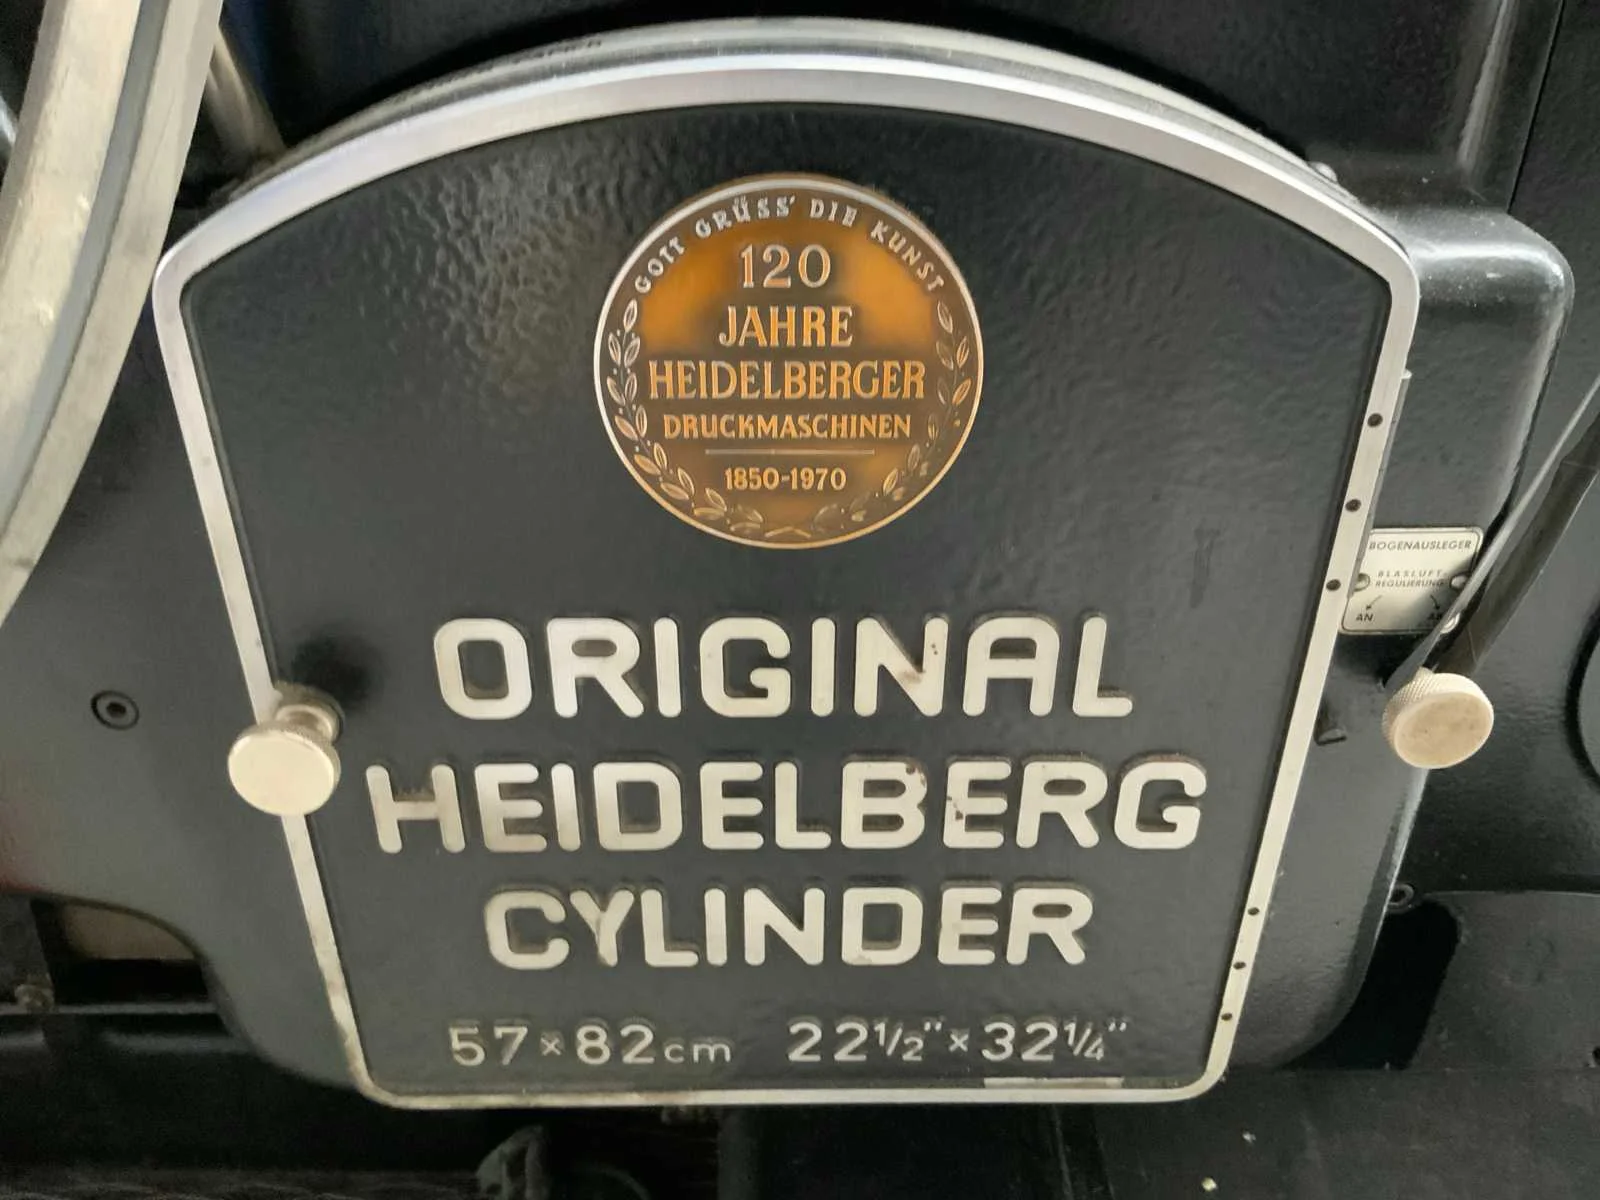 GOTT GRÜSS' DIE KUNST
120
JAHRE
HEIDELBERGER
DRUCKMASCHINEN
1850-1970
ORIGINAL
HEIDELBERG
CYLINDER
57×82cm 22½"×32¼"
BOGENAUSLEGER
BLASLUFT-
REGULIERUNG
AN